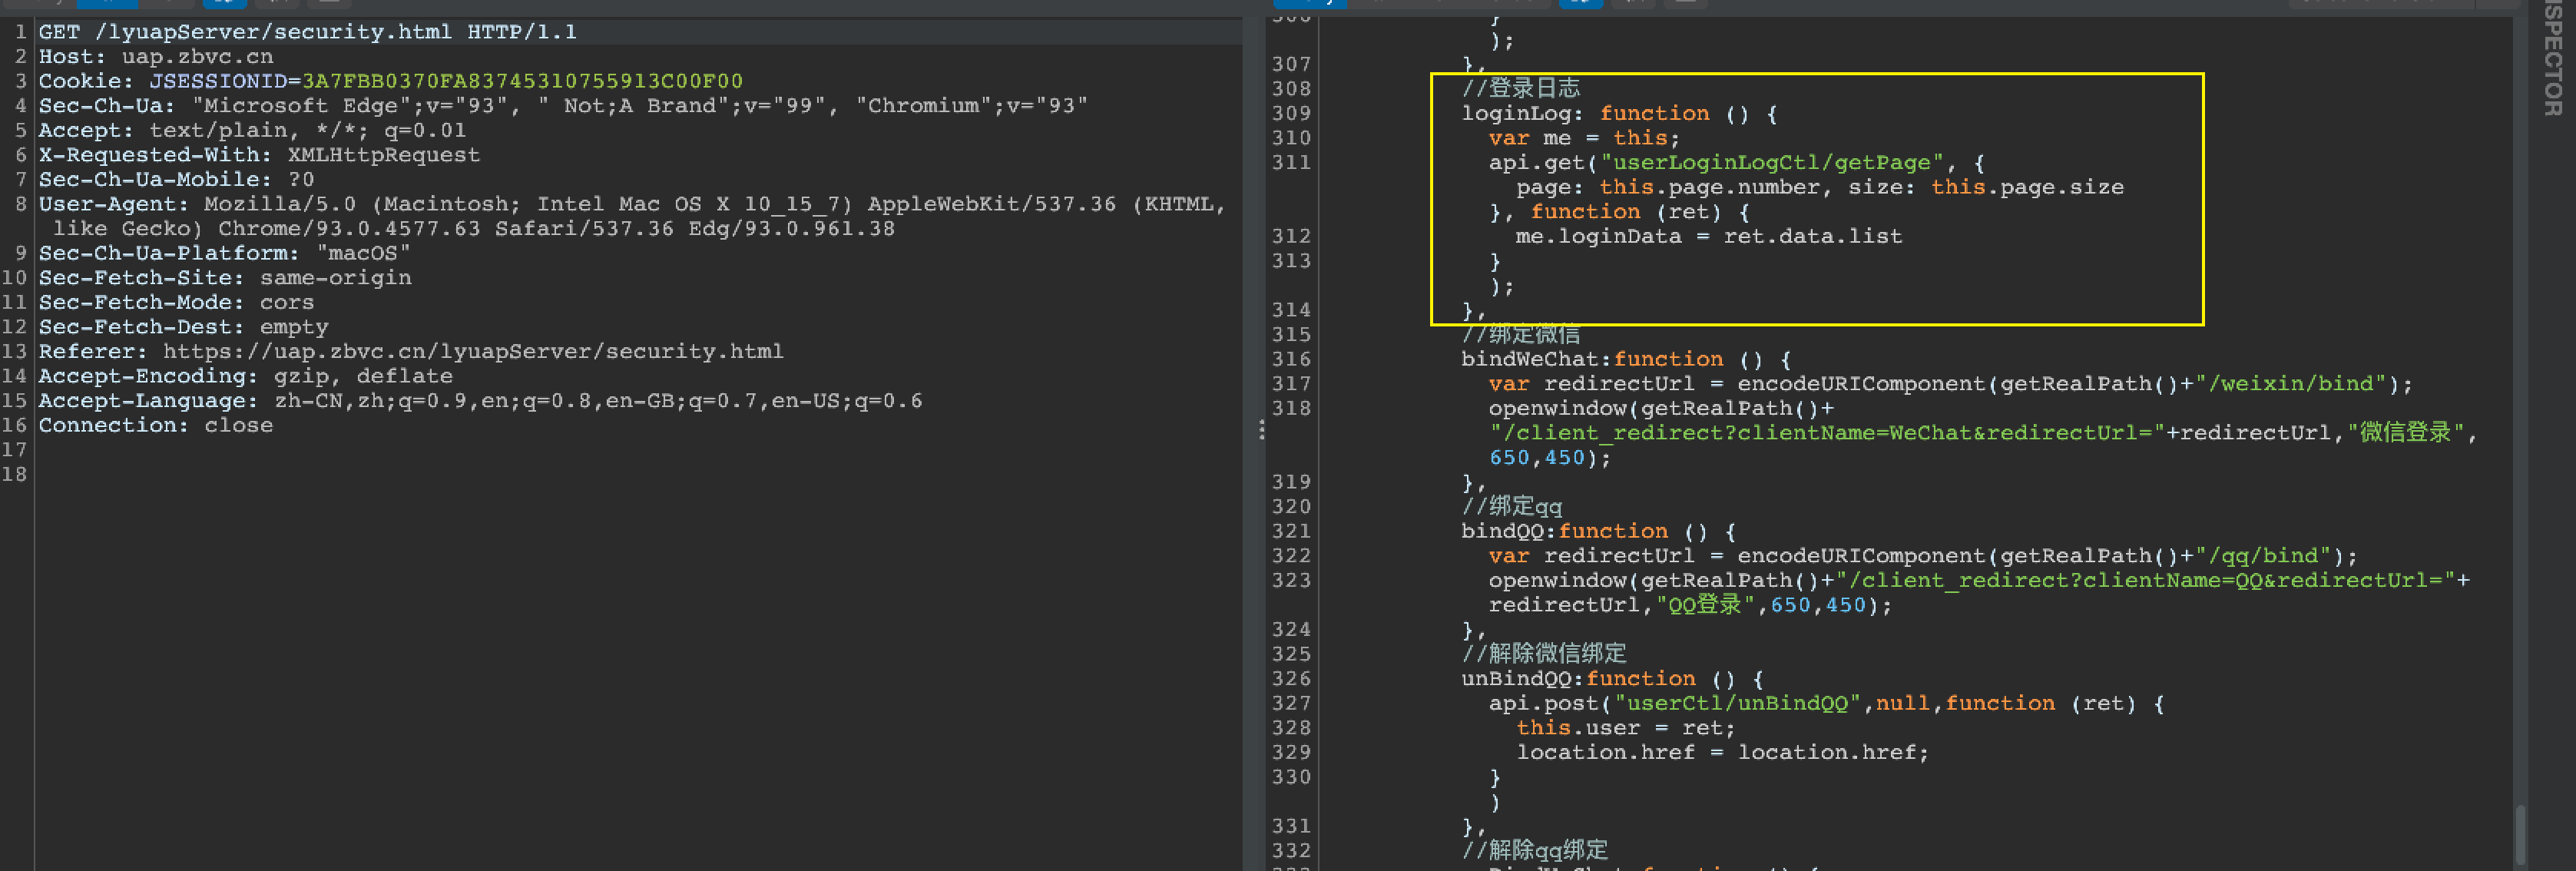 1 GET /lyuapServer/security.html HTTP/1.1
2 Host: uap.zbvc.cn
3 Cookie: JSESSIONID=3A7FBB0370FA83745310755913C00F00
4 Sec-Ch-Ua: "Microsoft Edge";v="93", " Not;A Brand";v="99", "Chromium";v="93"
5 Accept: text/plain, */*; q=0.01
6 X-Requested-With: XMLHttpRequest
7 Sec-Ch-Ua-Mobile: ?0
8 User-Agent: Mozilla/5.0 (Macintosh; Intel Mac OS X 10_15_7) AppleWebKit/537.36 (KHTML,
like Gecko) Chrome/93.0.4577.63 Safari/537.36 Edg/93.0.961.38
9 Sec-Ch-Ua-Platform: "macOS"
10 Sec-Fetch-Site: same-origin
11 Sec-Fetch-Mode: cors
12 Sec-Fetch-Dest: empty
13 Referer: https://uap.zbvc.cn/lyuapServer/security.html
14 Accept-Encoding: gzip, deflate
15 Accept-Language: zh-CN,zh;q=0.9,en;q=0.8,en-GB;q=0.7,en-US;q=0.6
16 Connection: close
17
18
306 }
);
307 },
308 //登录日志
309 loginLog: function () {
310 var me = this;
311 api.get("userLoginLogCtl/getPage", {
page: this.page.number, size: this.page.size
}, function (ret) {
312 me.loginData = ret.data.list
313 }
);
314 },
315 //绑定微信
316 bindWeChat:function () {
317 var redirectUrl = encodeURIComponent(getRealPath()+"/weixin/bind");
318 openwindow(getRealPath()+
"/client_redirect?clientName=WeChat&redirectUrl="+redirectUrl,"微信登录",
650,450);
319 },
320 //绑定qq
321 bindQQ:function () {
322 var redirectUrl = encodeURIComponent(getRealPath()+"/qq/bind");
323 openwindow(getRealPath()+"/client_redirect?clientName=QQ&redirectUrl="+
redirectUrl,"QQ登录",650,450);
324 },
325 //解除微信绑定
326 unBindQQ:function () {
327 api.post("userCtl/unBindQQ",null,function (ret) {
328 this.user = ret;
329 location.href = location.href;
330 }
)
331 },
332 //解除qq绑定